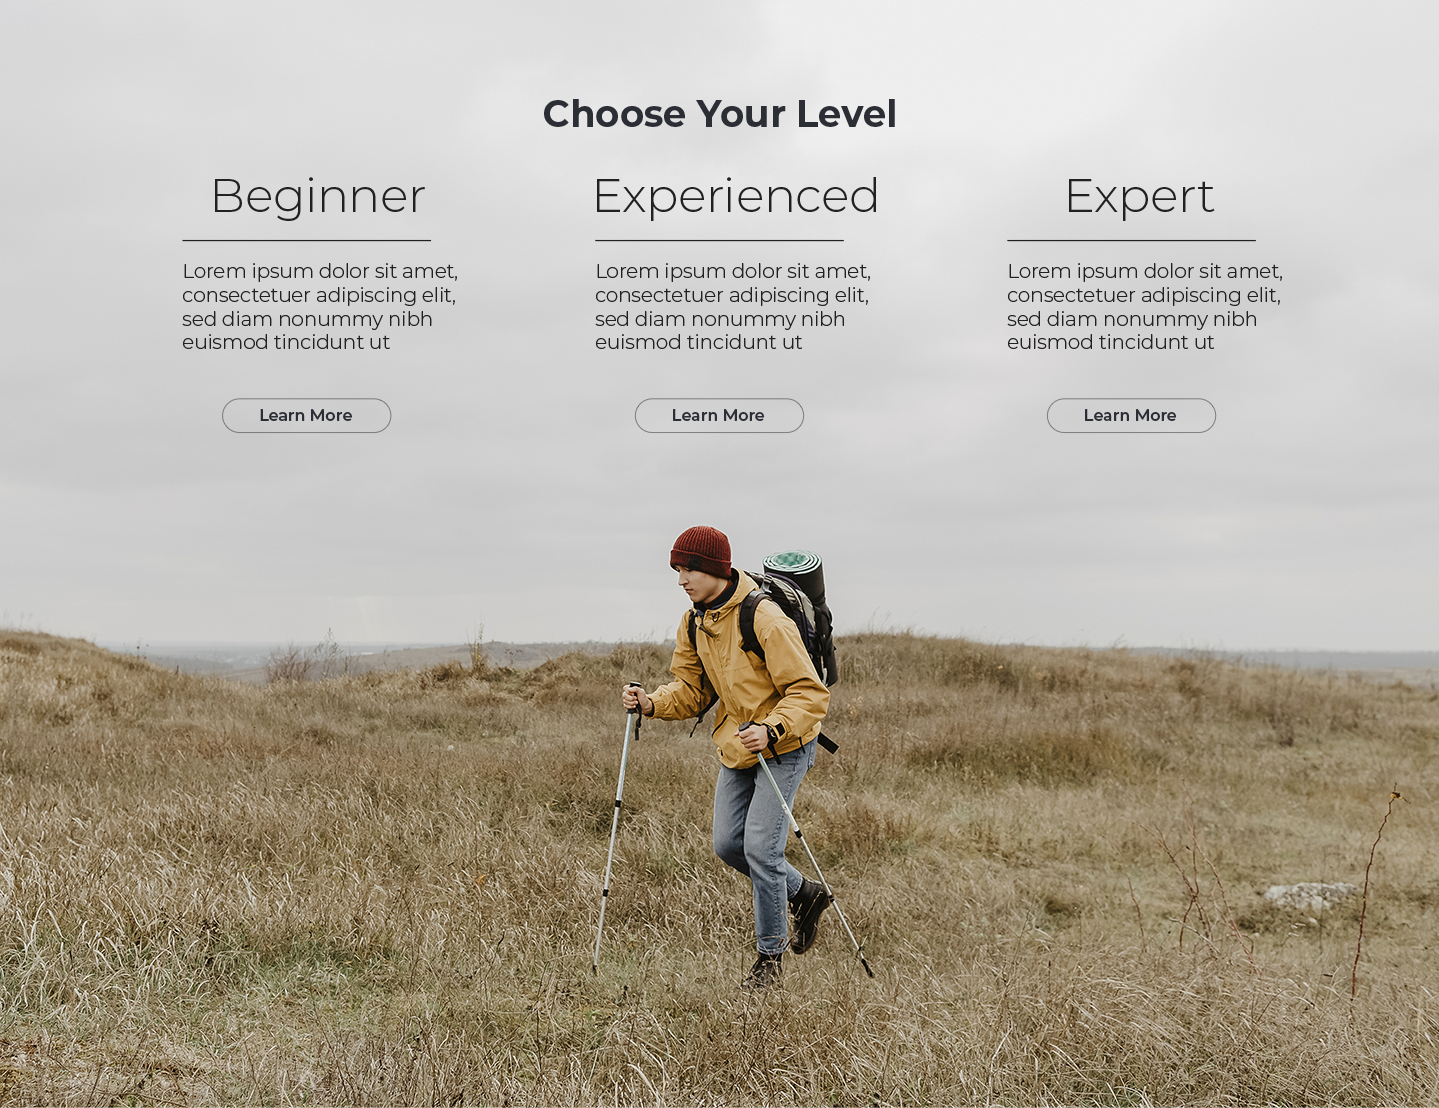 Choose Your Level
Beginner
Lorem ipsum dolor sit amet,
consectetuer adipiscing elit,
sed diam nonummy nibh
euismod tincidunt ut
Learn More
Experienced
Lorem ipsum dolor sit amet,
consectetuer adipiscing elit,
sed diam nonummy nibh
euismod tincidunt ut
Learn More
Expert
Lorem ipsum dolor sit amet,
consectetuer adipiscing elit,
sed diam nonummy nibh
euismod tincidunt ut
Learn More